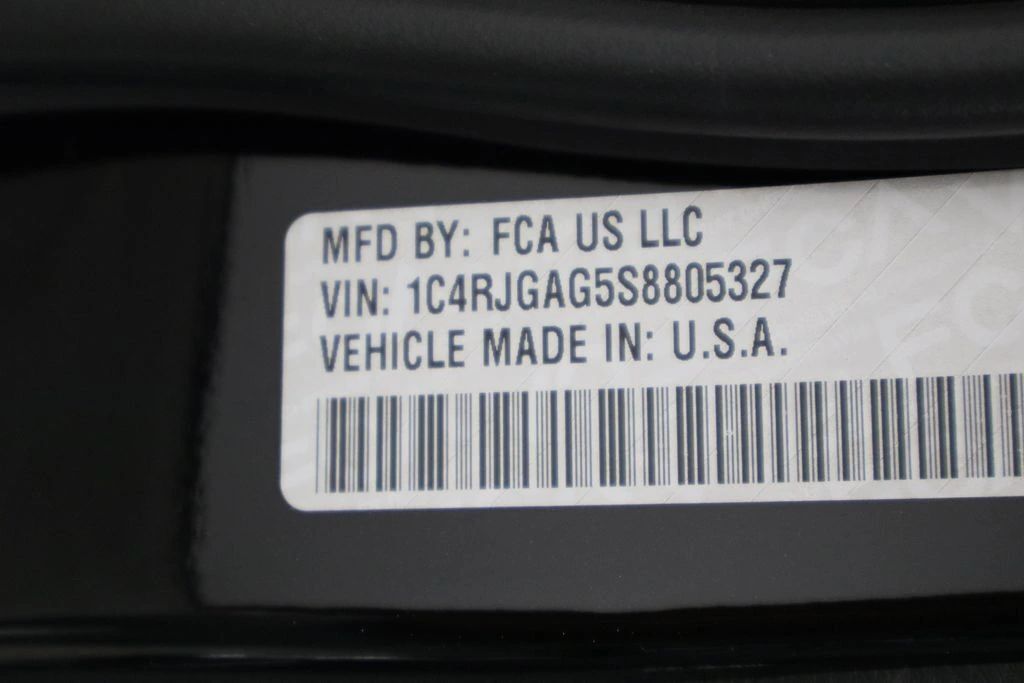 MFD BY: FCA US LLC
VIN: 1C4RJGAG5S8805327
VEHICLE MADE IN: U.S.A.